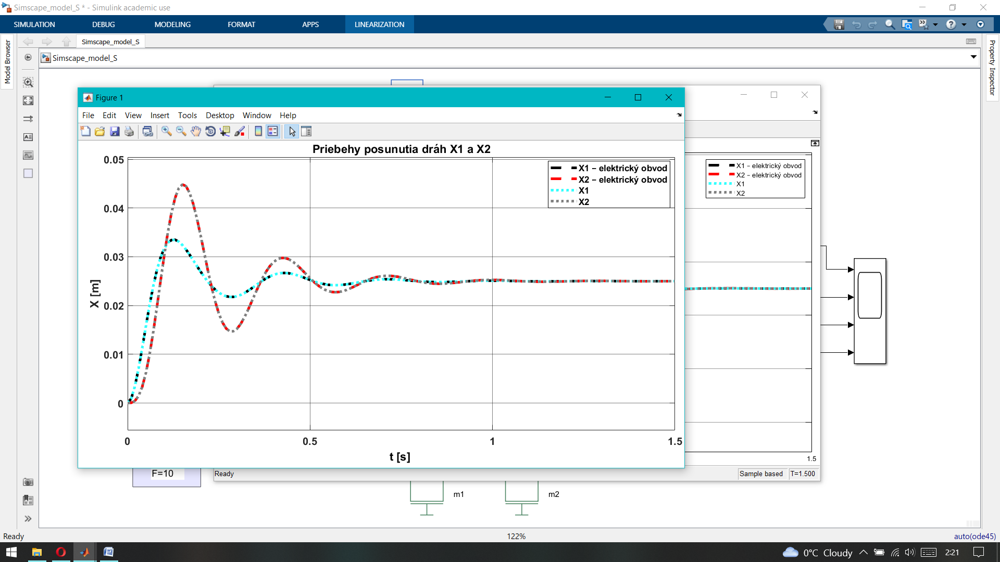 Simscape_model_S * - Simulink academic use
SIMULATION DEBUG MODELING FORMAT APPS LINEARIZATION
Model Browser
Simscape_model_S
Simscape_model_S
Property Inspector
Figure 1
File Edit View Insert Tools Desktop Window Help
Priebehy posunutia dráh X1 a X2
X1 – elektrický obvod
X2 – elektrický obvod
X1
X2
X [m]
0.05
0.04
0.03
0.02
0.01
0
0 0.5 1 1.5
t [s]
X1 – elektrický obvod
X2 – elektrický obvod
X1
X2
1.5
F=10
Ready Sample based T=1.500
m1 m2
Ready 122% auto(ode45)
0°C Cloudy 2:21